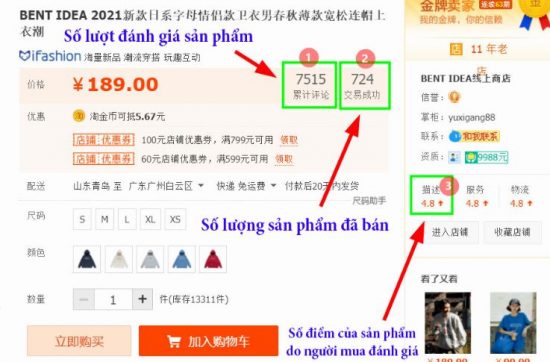 BENT IDEA 2021新款日系字母情侣款卫衣男春秋薄款宽松连帽上
衣潮
Số lượt đánh giá sản phẩm
iFashion 海量新品 潮流穿搭 玩趣互动
价格
¥189.00
1
7515
累计评论
2
724
交易成功
优惠
淘金币可抵5.67元
店铺优惠券 100元店铺优惠券，满799元可用 领取
店铺优惠券 60元店铺优惠券，满599元可用 领取
配送
山东青岛 至 广东广州白云区 快递 免运费 付款后20天内发货
尺码助手
尺码
S M L XL XS
Số lượng sản phẩm đã bán
颜色
数量
1 件(库存13311件)
立即购买
加入购物车
金牌卖家 连续63期
我的金牌，你的信赖
店 11 年老店
BENT IDEA线上商店
信誉：
掌柜：yuxigang88
联系：和我联系
资质：9988元
描述 服务 物流
3
4.8 4.8 4.8
进入店铺 收藏店铺
看了又看
Số điểm của sản phẩm
do người mua đánh giá